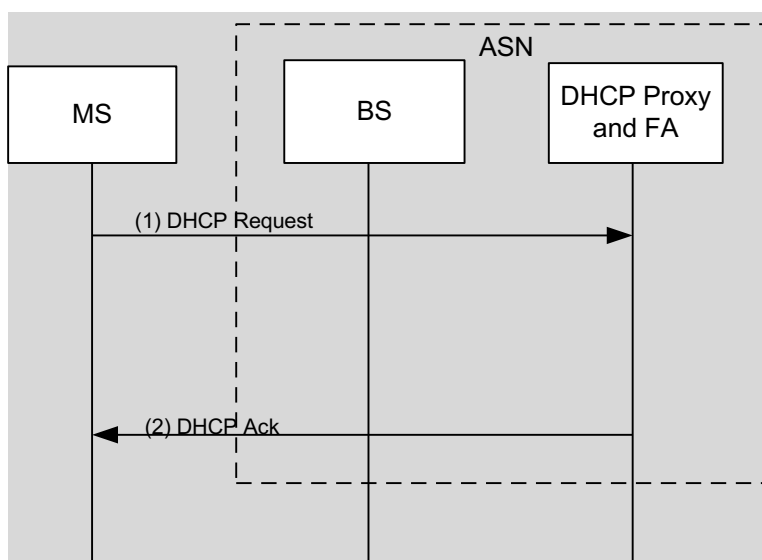 ASN
MS
BS
DHCP Proxy
and FA
(1) DHCP Request
(2) DHCP Ack